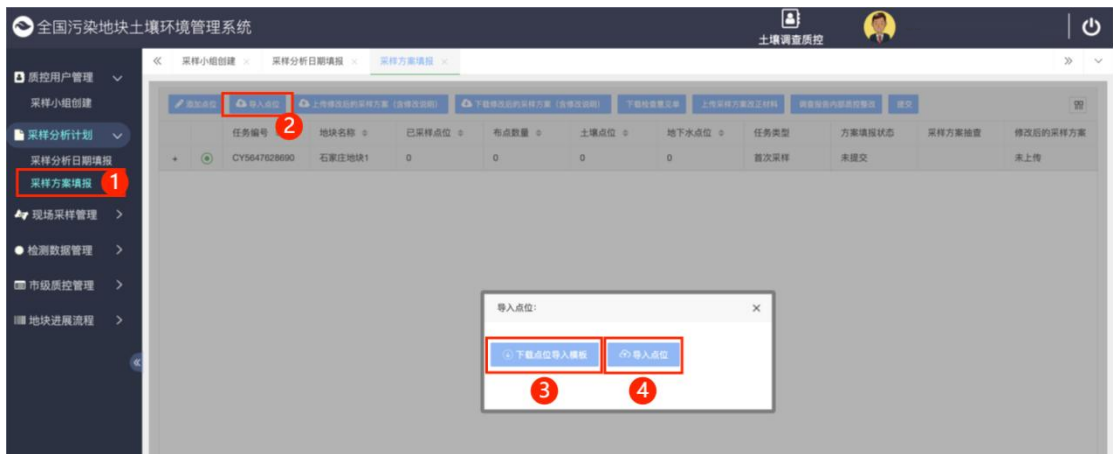 全国污染地块土壤环境管理系统
土壤调查质控
质控用户管理
采样小组创建
采样分析计划
采样分析日期填报
采样方案填报
1
现场采样管理
检测数据管理
市级质控管理
地块进展流程
采样小组创建 × 采样分析日期填报 × 采样方案填报 ×
添加点位 导入点位 上传修改后的采样方案（含修改说明） 下载修改后的采样方案（含修改说明） 下载检查意见单 上传采样方案改正材料 调查报告内部质控整改 提交
2
任务编号 地块名称 已采样点位 布点数量 土壤点位 地下水点位 任务类型 方案填报状态 采样方案抽查 修改后的采样方案
+ CY5647628690 石家庄地块1 0 0 0 0 首次采样 未提交 未上传
导入点位: ×
下载点位导入模板 导入点位
3 4